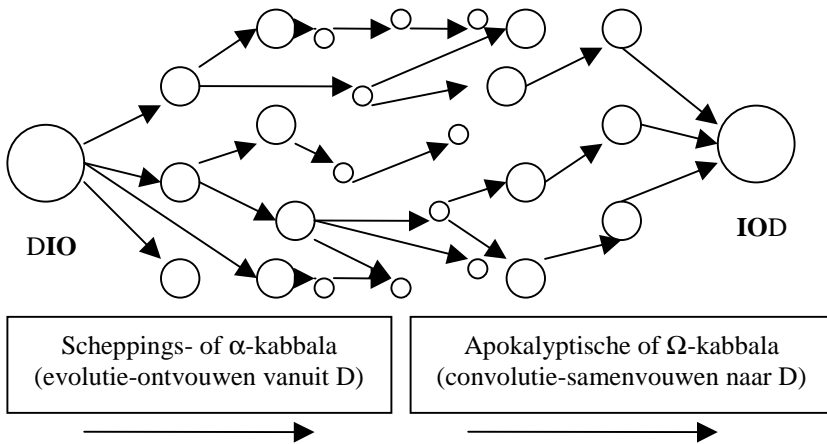 DIO
IOD
Scheppings- of α-kabbala
(evolutie-ontvouwen vanuit D)
Apokalyptische of Ω-kabbala
(convolutie-samenvouwen naar D)